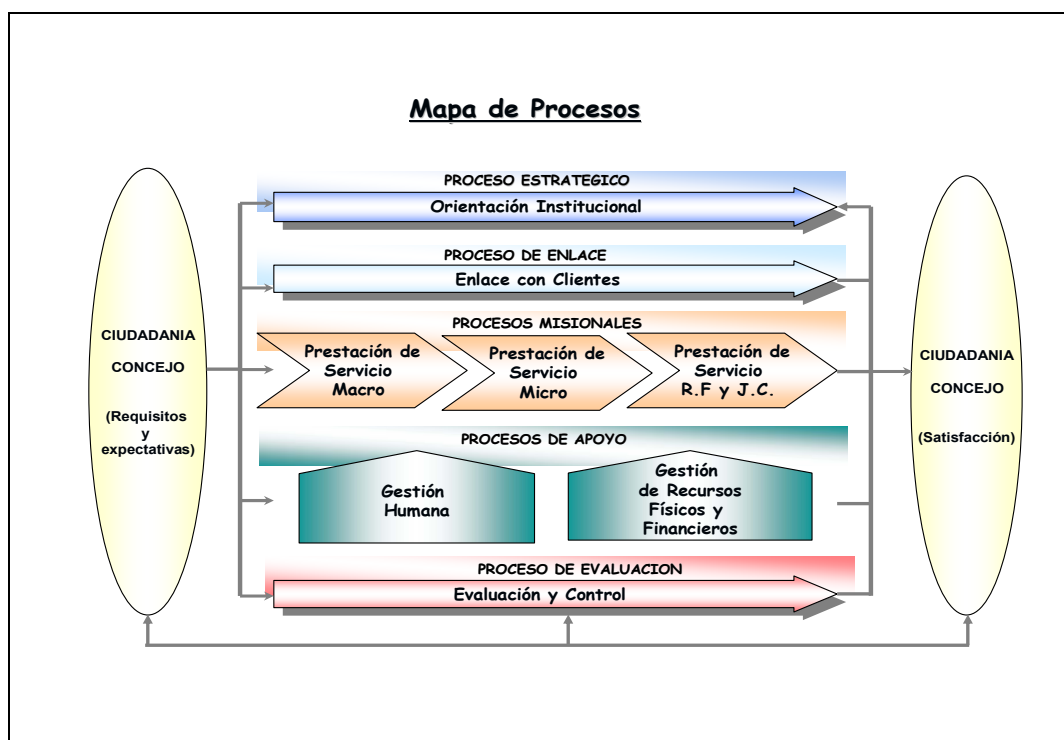 Mapa de Procesos
CIUDADANIA
CONCEJO
(Requisitos
y
expectativas)
PROCESO ESTRATEGICO
Orientación Institucional
PROCESO DE ENLACE
Enlace con Clientes
PROCESOS MISIONALES
Prestación de
Servicio
Macro
Prestación de
Servicio
Micro
Prestación de
Servicio
R.F y J.C.
PROCESOS DE APOYO
Gestión
Humana
Gestión
de Recursos
Físicos y
Financieros
PROCESO DE EVALUACION
Evaluación y Control
CIUDADANIA
CONCEJO
(Satisfacción)